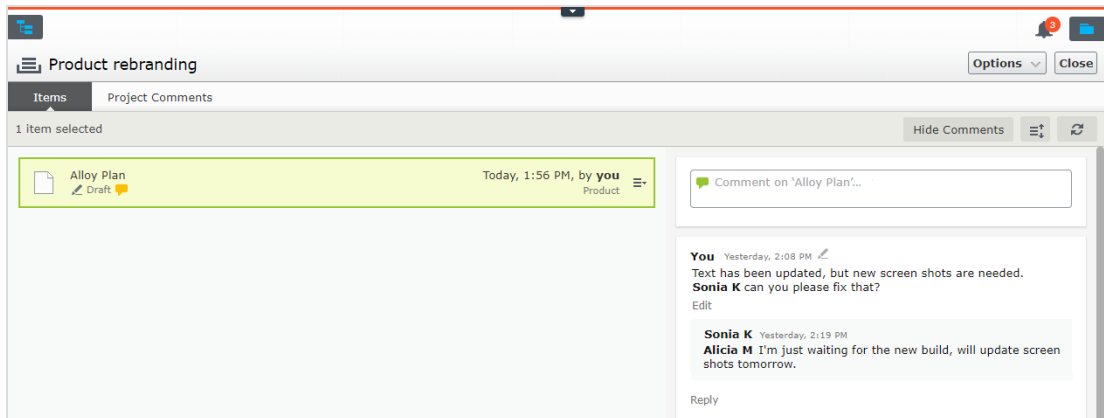 3
Product rebranding
Options
Close
Items
Project Comments
1 item selected
Hide Comments
Alloy Plan
Draft
Today, 1:56 PM, by you
Product
Comment on ‘Alloy Plan’...
You Yesterday, 2:08 PM
Text has been updated, but new screen shots are needed.
Sonia K can you please fix that?
Edit
Sonia K Yesterday, 2:19 PM
Alicia M I'm just waiting for the new build, will update screen
shots tomorrow.
Reply